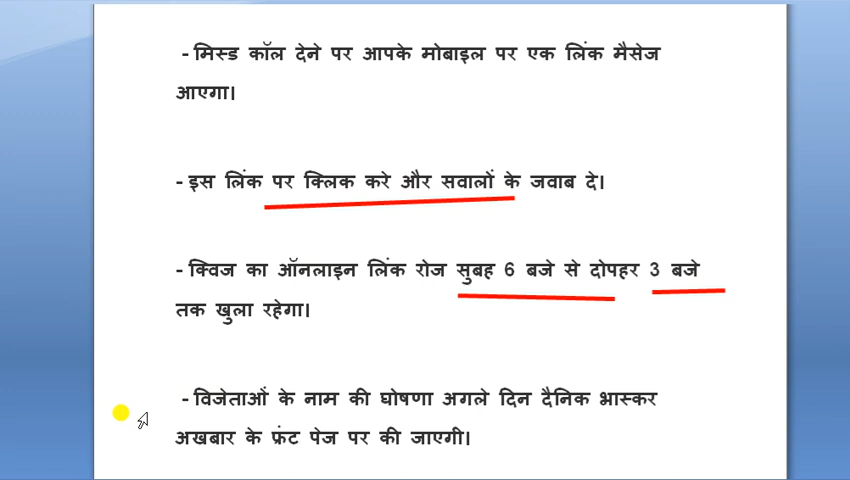 - मिस्ड कॉल देने पर आपके मोबाइल पर एक लिंक मैसेज
आएगा।
- इस लिंक पर क्लिक करे और सवालों के जवाब दे।
- क्विज का ऑनलाइन लिंक रोज सुबह 6 बजे से दोपहर 3 बजे
तक खुला रहेगा।
- विजेताओं के नाम की घोषणा अगले दिन दैनिक भास्कर
अखबार के फ्रंट पेज पर की जाएगी।